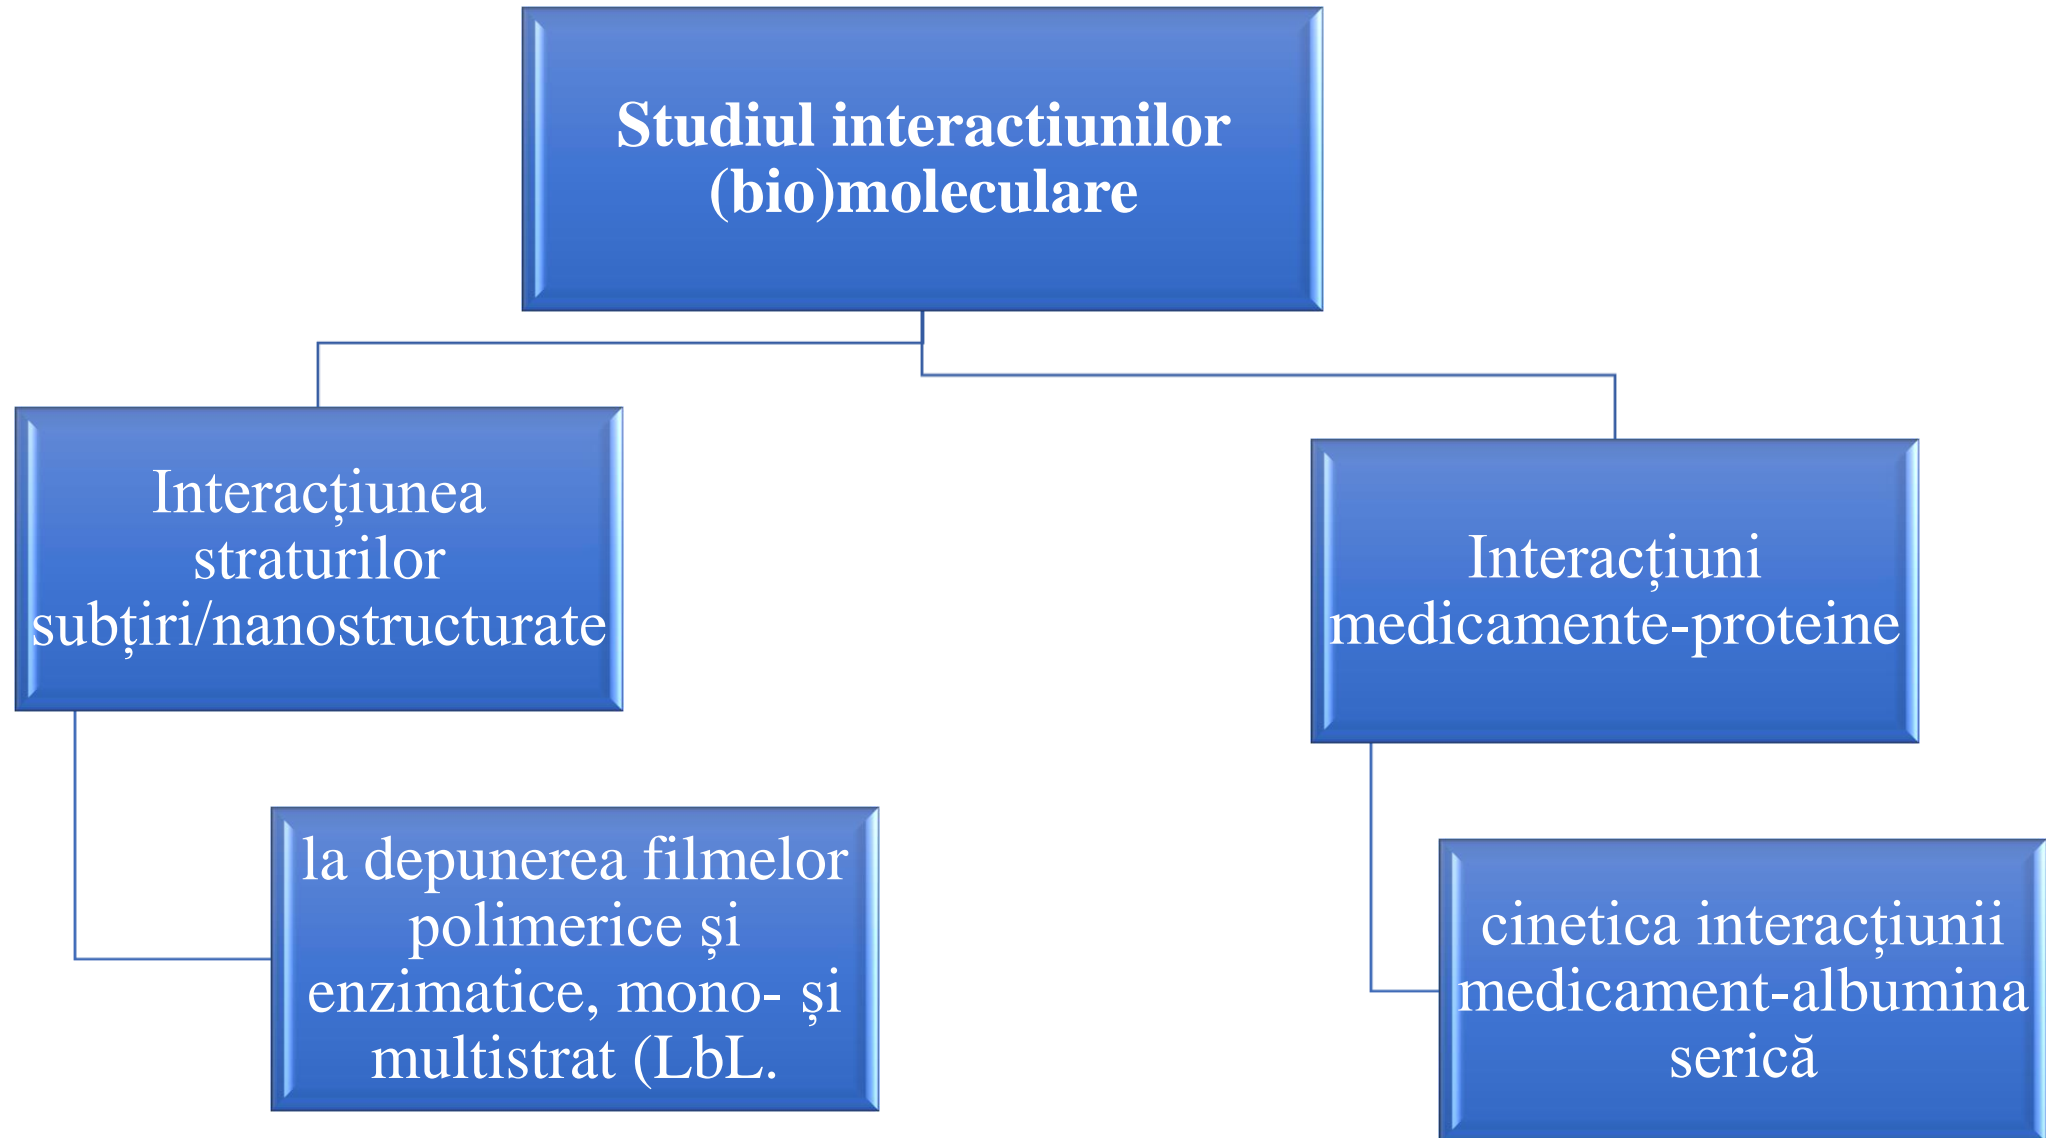 Studiul interactiunilor
(bio)moleculare
Interacțiunea
straturilor
subțiri/nanostructurate
la depunerea filmelor
polimerice și
enzimatice, mono- și
multistrat (LbL.
Interacțiuni
medicamente-proteine
cinetica interacțiunii
medicament-albumina
serică